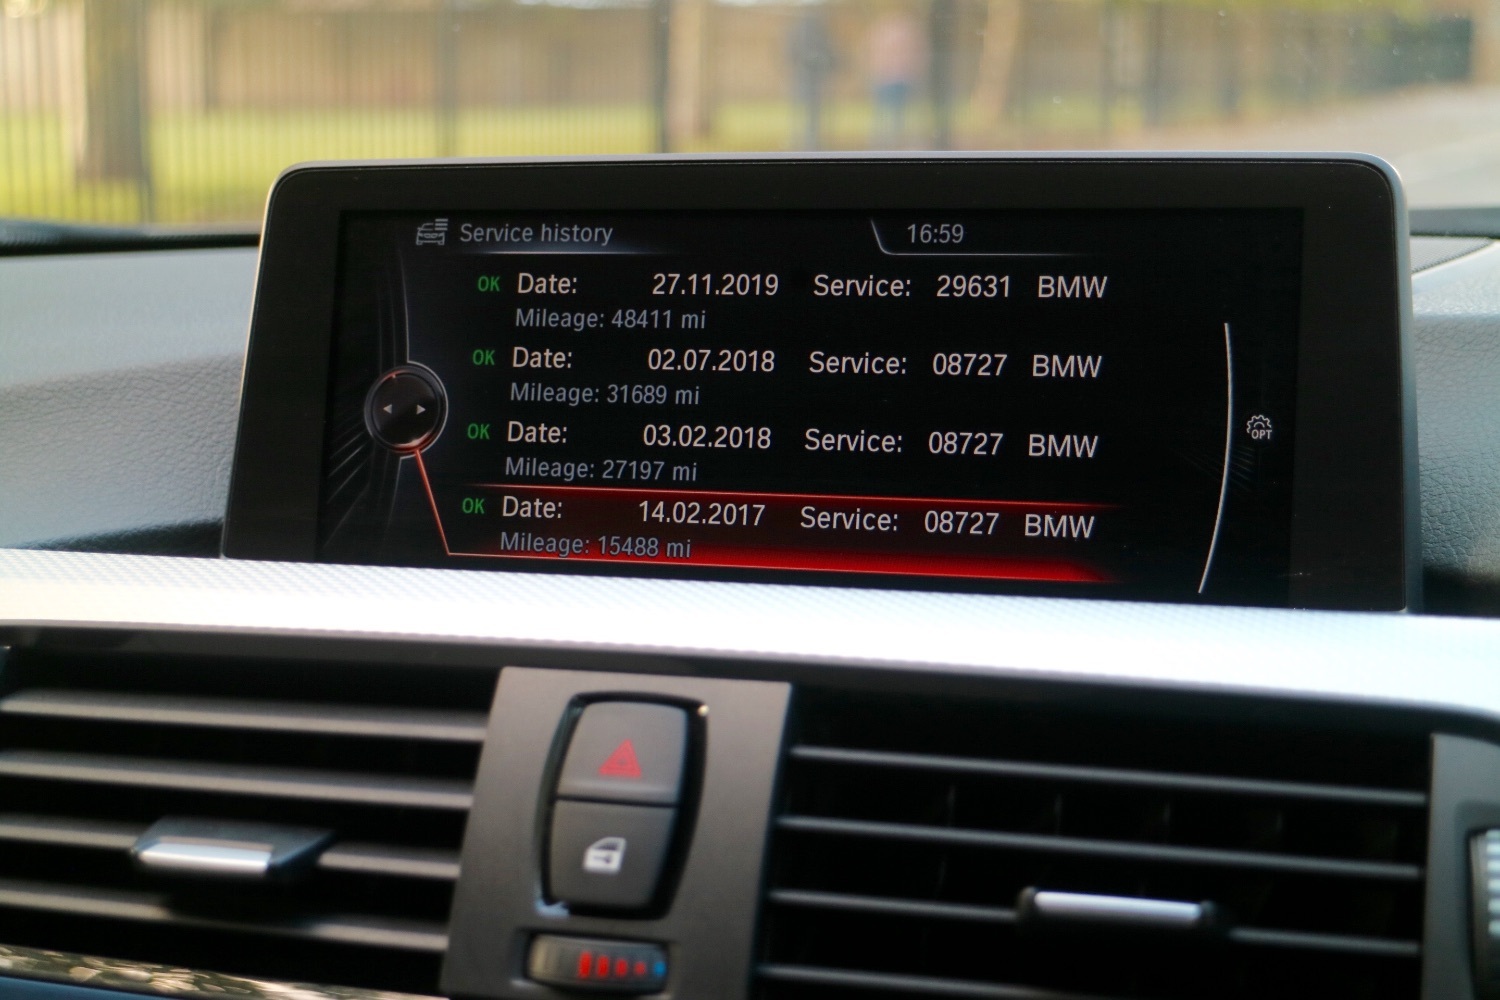 Service history 16:59
OK Date: 27.11.2019 Service: 29631 BMW
Mileage: 48411 mi
OK Date: 02.07.2018 Service: 08727 BMW
Mileage: 31689 mi
OPT
OK Date: 03.02.2018 Service: 08727 BMW
Mileage: 27197 mi
OK Date: 14.02.2017 Service: 08727 BMW
Mileage: 15488 mi